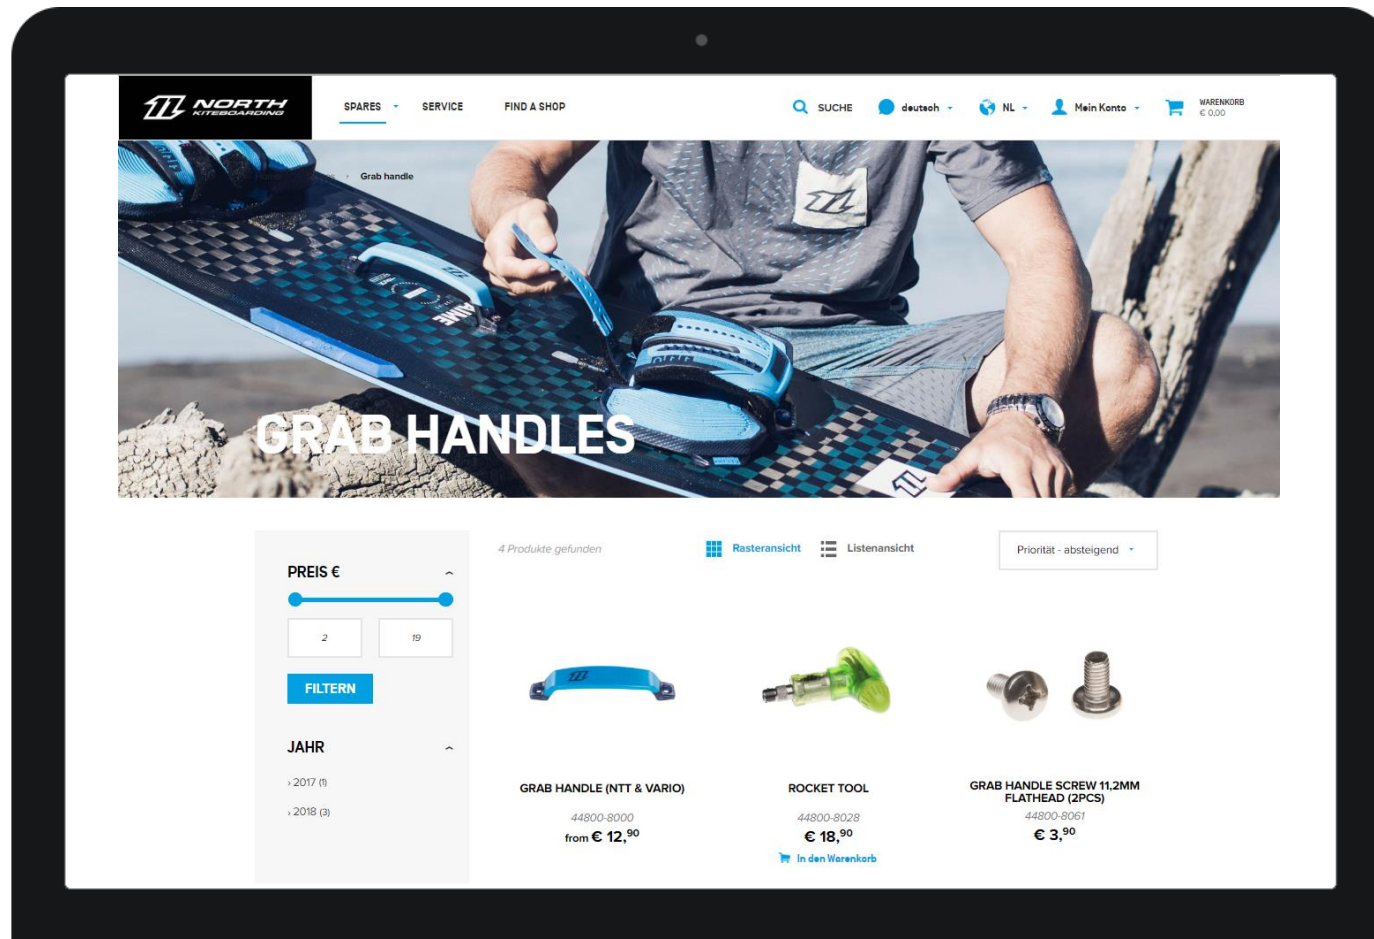 NORTH
KITEBOARDING
SPARES
SERVICE
FIND A SHOP
SUCHE
deutsch
NL
Mein Konto
WARENKORB
€ 0,00
› Grab handle
GRAB HANDLES
PREIS €
2
19
FILTERN
JAHR
› 2017 (1)
› 2018 (3)
4 Produkte gefunden
Rasteransicht
Listenansicht
Priorität - absteigend
GRAB HANDLE (NTT & VARIO)
44800-8000
from € 12,90
ROCKET TOOL
44800-8028
€ 18,90
In den Warenkorb
GRAB HANDLE SCREW 11,2MM
FLATHEAD (2PCS)
44800-8061
€ 3,90